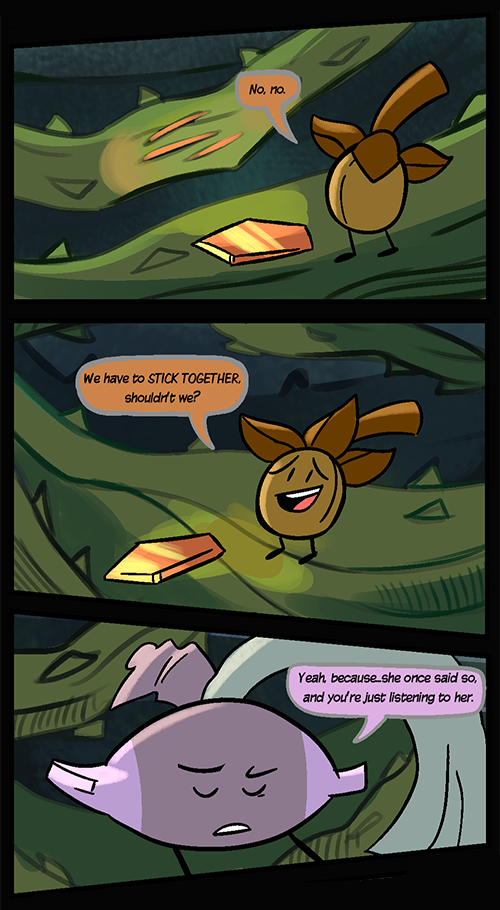 No, no.
We have to STICK TOGETHER,
shouldn't we?
Yeah, because...she once said so,
and you're just listening to her.